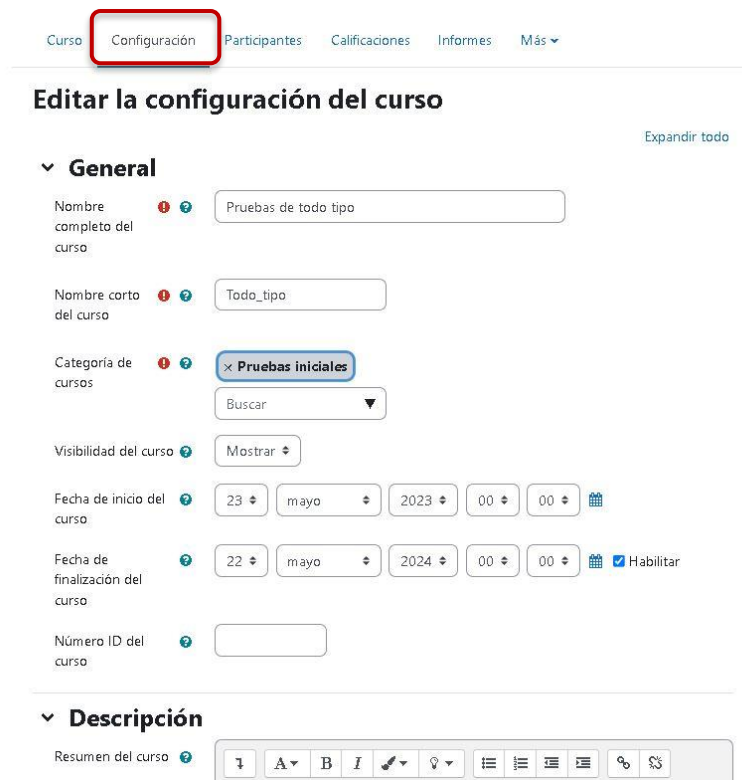 Curso Configuración Participantes Calificaciones Informes Más
Editar la configuración del curso
Expandir todo
General
Nombre completo del curso
Pruebas de todo tipo
Nombre corto del curso
Todo_tipo
Categoría de cursos
× Pruebas iniciales
Buscar
Visibilidad del curso
Mostrar
Fecha de inicio del curso
23 mayo 2023 00 00
Fecha de finalización del curso
22 mayo 2024 00 00 Habilitar
Número ID del curso
Descripción
Resumen del curso
A B I